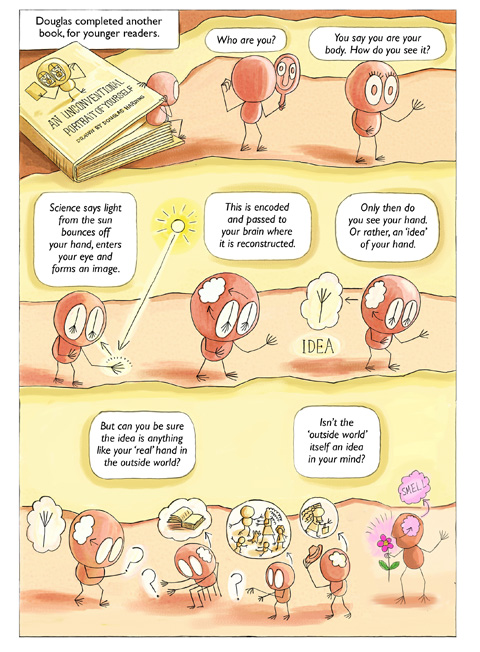 Douglas completed another
book, for younger readers.
AN UNCONVENTIONAL
PORTRAIT OF YOURSELF
DRAWN BY DOUGLAS HARDING
Who are you?
You say you are your
body. How do you see it?
Science says light
from the sun
bounces off
your hand, enters
your eye and
forms an image.
This is encoded
and passed to
your brain where
it is reconstructed.
Only then do
you see your hand.
Or rather, an ‘idea’
of your hand.
IDEA
But can you be sure
the idea is anything
like your ‘real’ hand in
the outside world?
Isn't the
‘outside world’
itself an idea
in your mind?
?
?
?
SMELL